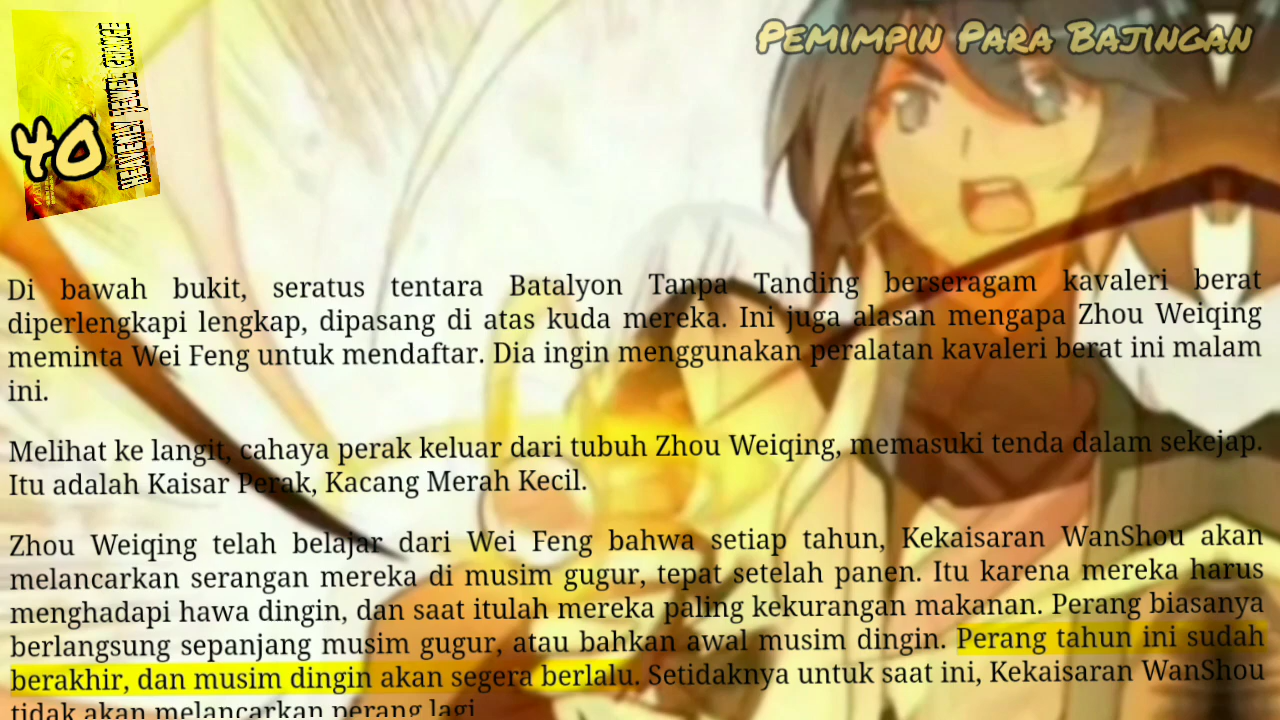 Pemimpin Para Bajingan
40
Di bawah bukit, seratus tentara Batalyon Tanpa Tanding berseragam kavaleri berat
diperlengkapi lengkap, dipasang di atas kuda mereka. Ini juga alasan mengapa Zhou Weiqing
meminta Wei Feng untuk mendaftar. Dia ingin menggunakan peralatan kavaleri berat ini malam
ini.
Melihat ke langit, cahaya perak keluar dari tubuh Zhou Weiqing, memasuki tenda dalam sekejap.
Itu adalah Kaisar Perak, Kacang Merah Kecil.
Zhou Weiqing telah belajar dari Wei Feng bahwa setiap tahun, Kekaisaran WanShou akan
melancarkan serangan mereka di musim gugur, tepat setelah panen. Itu karena mereka harus
menghadapi hawa dingin, dan saat itulah mereka paling kekurangan makanan. Perang biasanya
berlangsung sepanjang musim gugur, atau bahkan awal musim dingin. Perang tahun ini sudah
berakhir, dan musim dingin akan segera berlalu. Setidaknya untuk saat ini, Kekaisaran WanShou
tidak akan melancarkan perang lagi